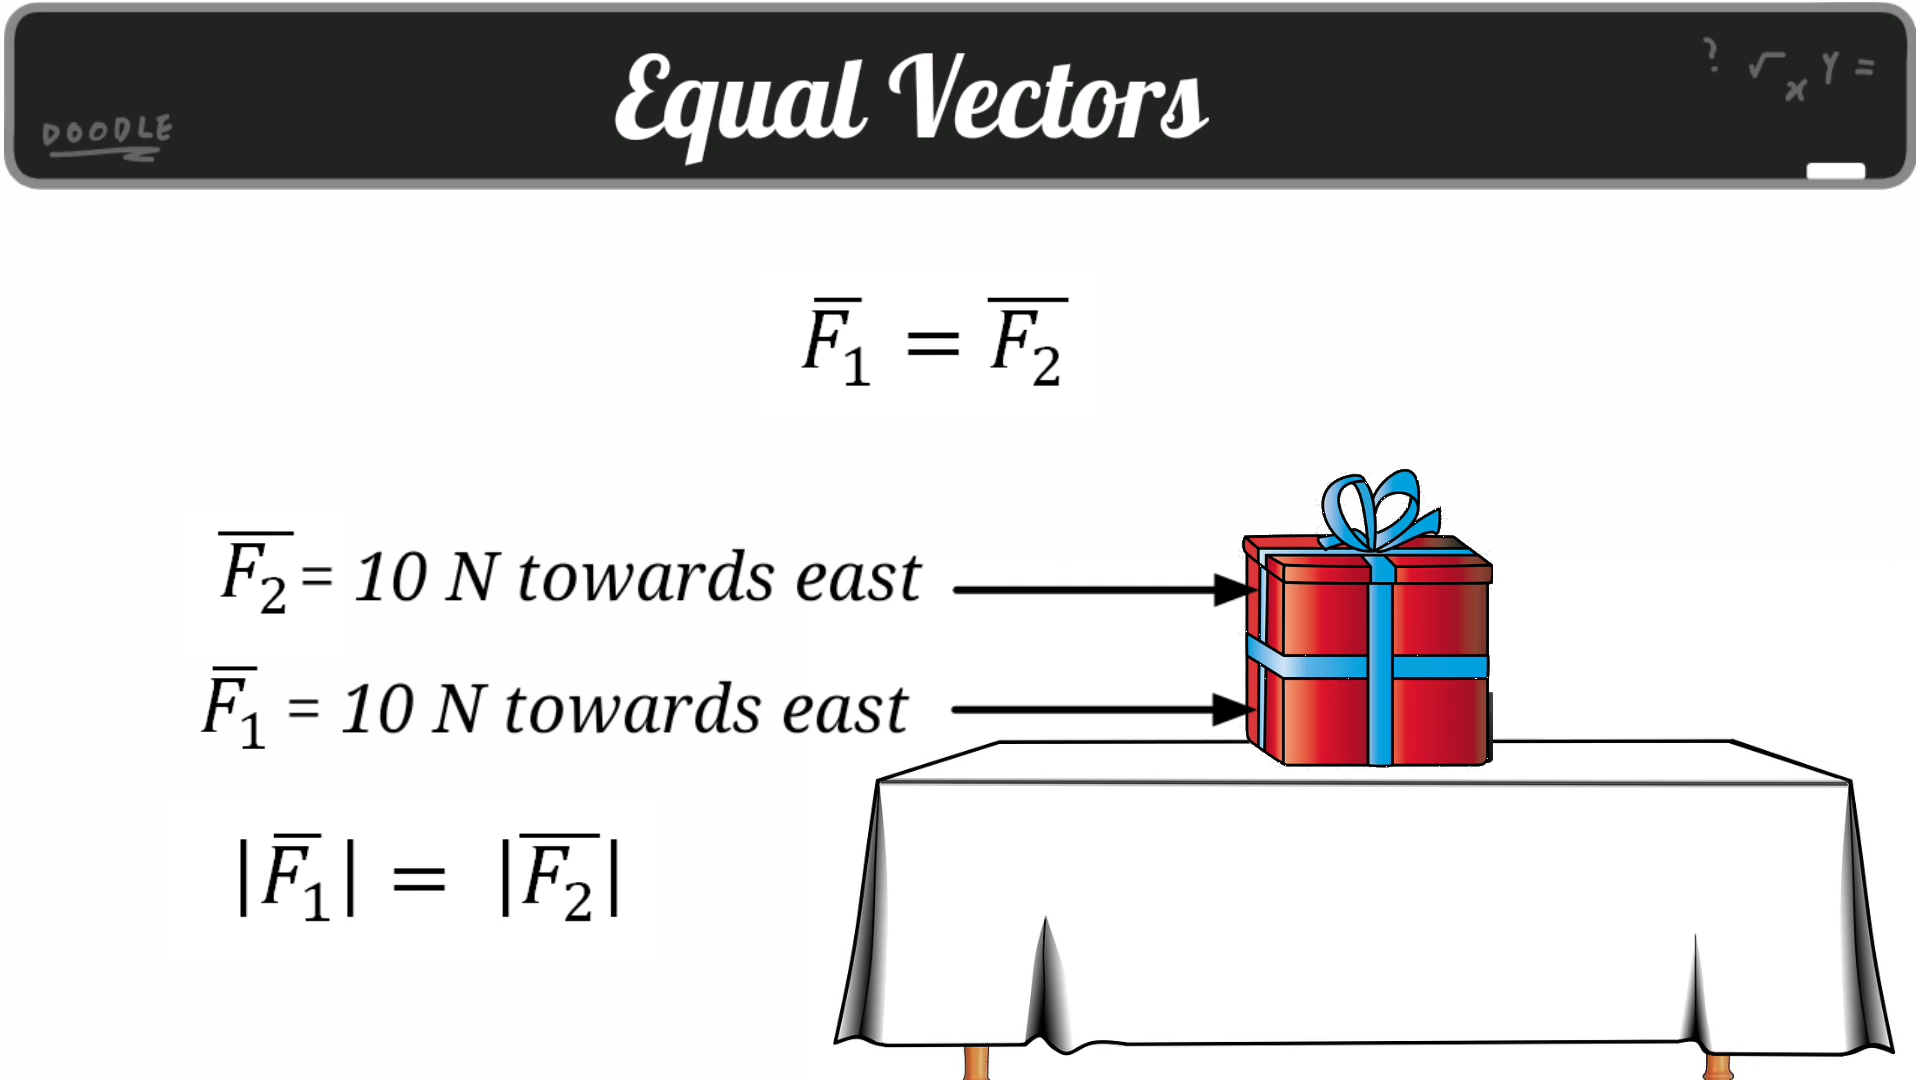 Equal Vectors
DOODLE
? √ x y =
F̅₁ = F̅₂
F̅₂ = 10 N towards east
F̅₁ = 10 N towards east
|F̅₁| = |F̅₂|